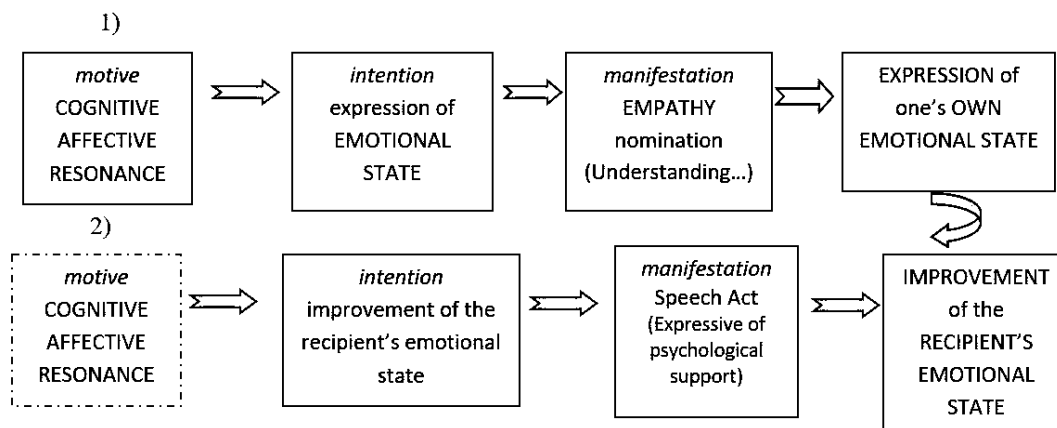 1)
motive
COGNITIVE
AFFECTIVE
RESONANCE
intention
expression of
EMOTIONAL
STATE
manifestation
EMPATHY
nomination
(Understanding...)
EXPRESSION of
one's OWN
EMOTIONAL STATE
2)
motive
COGNITIVE
AFFECTIVE
RESONANCE
intention
improvement of the
recipient's emotional
state
manifestation
Speech Act
(Expressive of
psychological
support)
IMPROVEMENT
of the
RECIPIENT'S
EMOTIONAL
STATE